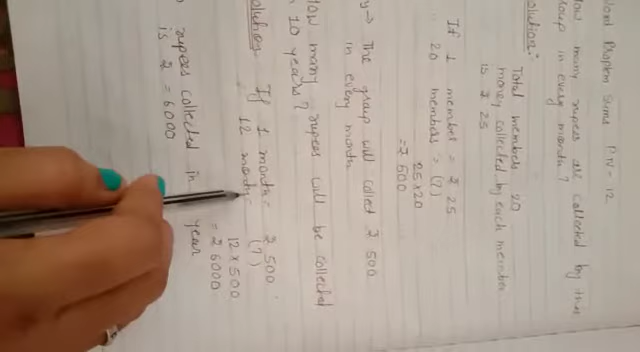 Word Problem Sums P.N - 12
How many rupees are collected by this
group in every month?
Solution:- Total members 20
money collected by each member
is ₹ 25
If 1 member = ₹ 25
20 members = (?)
25 × 20
= ₹ 500
The group will collect ₹ 500
in every month
How many rupees will be collected
in 10 years?
Solution:- If 1 month = ₹ 500
12 month (?)
12 × 500
= ₹ 6000
rupees collected in year
is ₹ = 6000